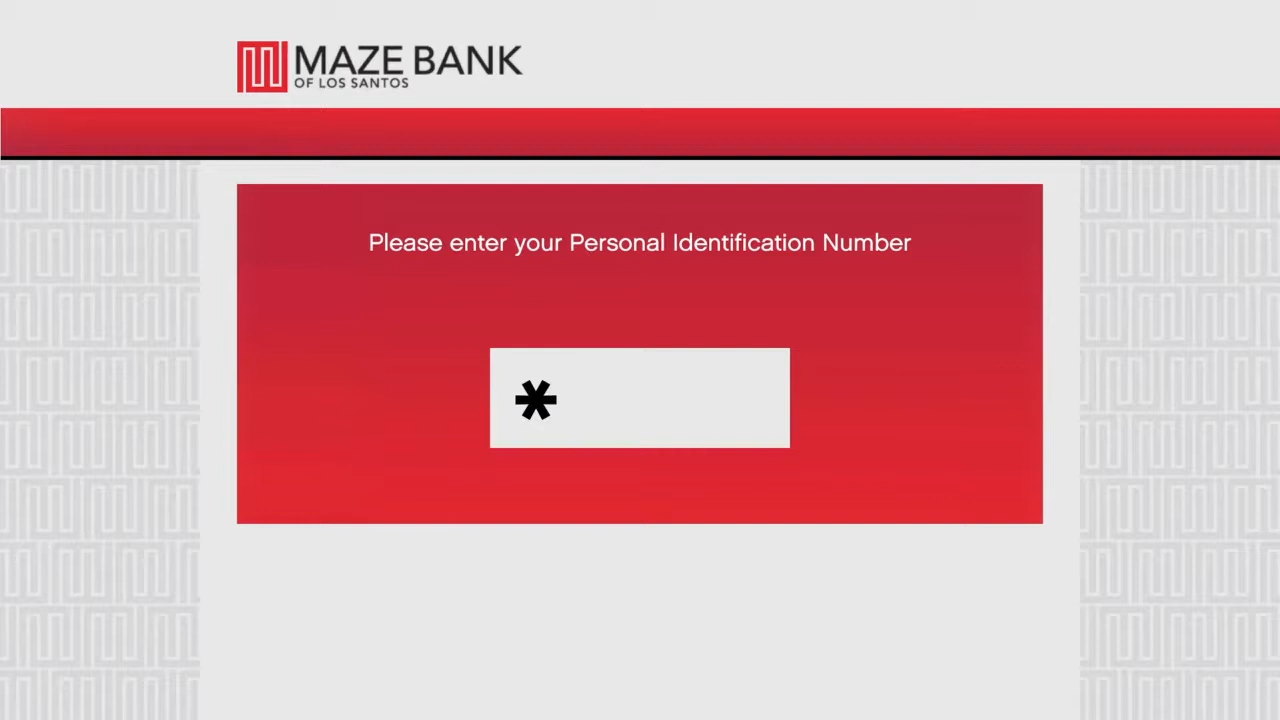 MAZE BANK
OF LOS SANTOS
Please enter your Personal Identification Number
*